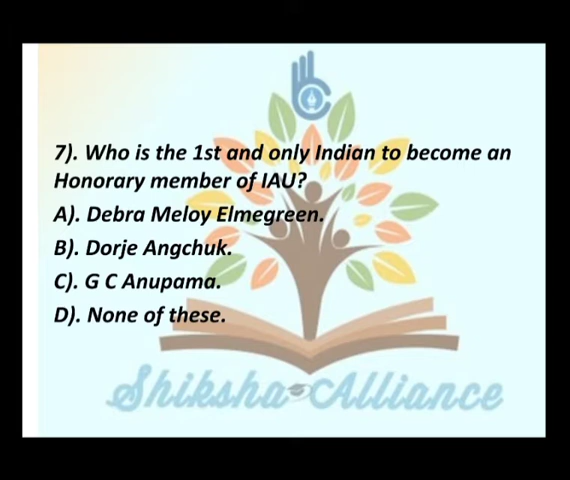 7). Who is the 1st and only Indian to become an
Honorary member of IAU?
A). Debra Meloy Elmegreen.
B). Dorje Angchuk.
C). G C Anupama.
D). None of these.
Shiksha Alliance